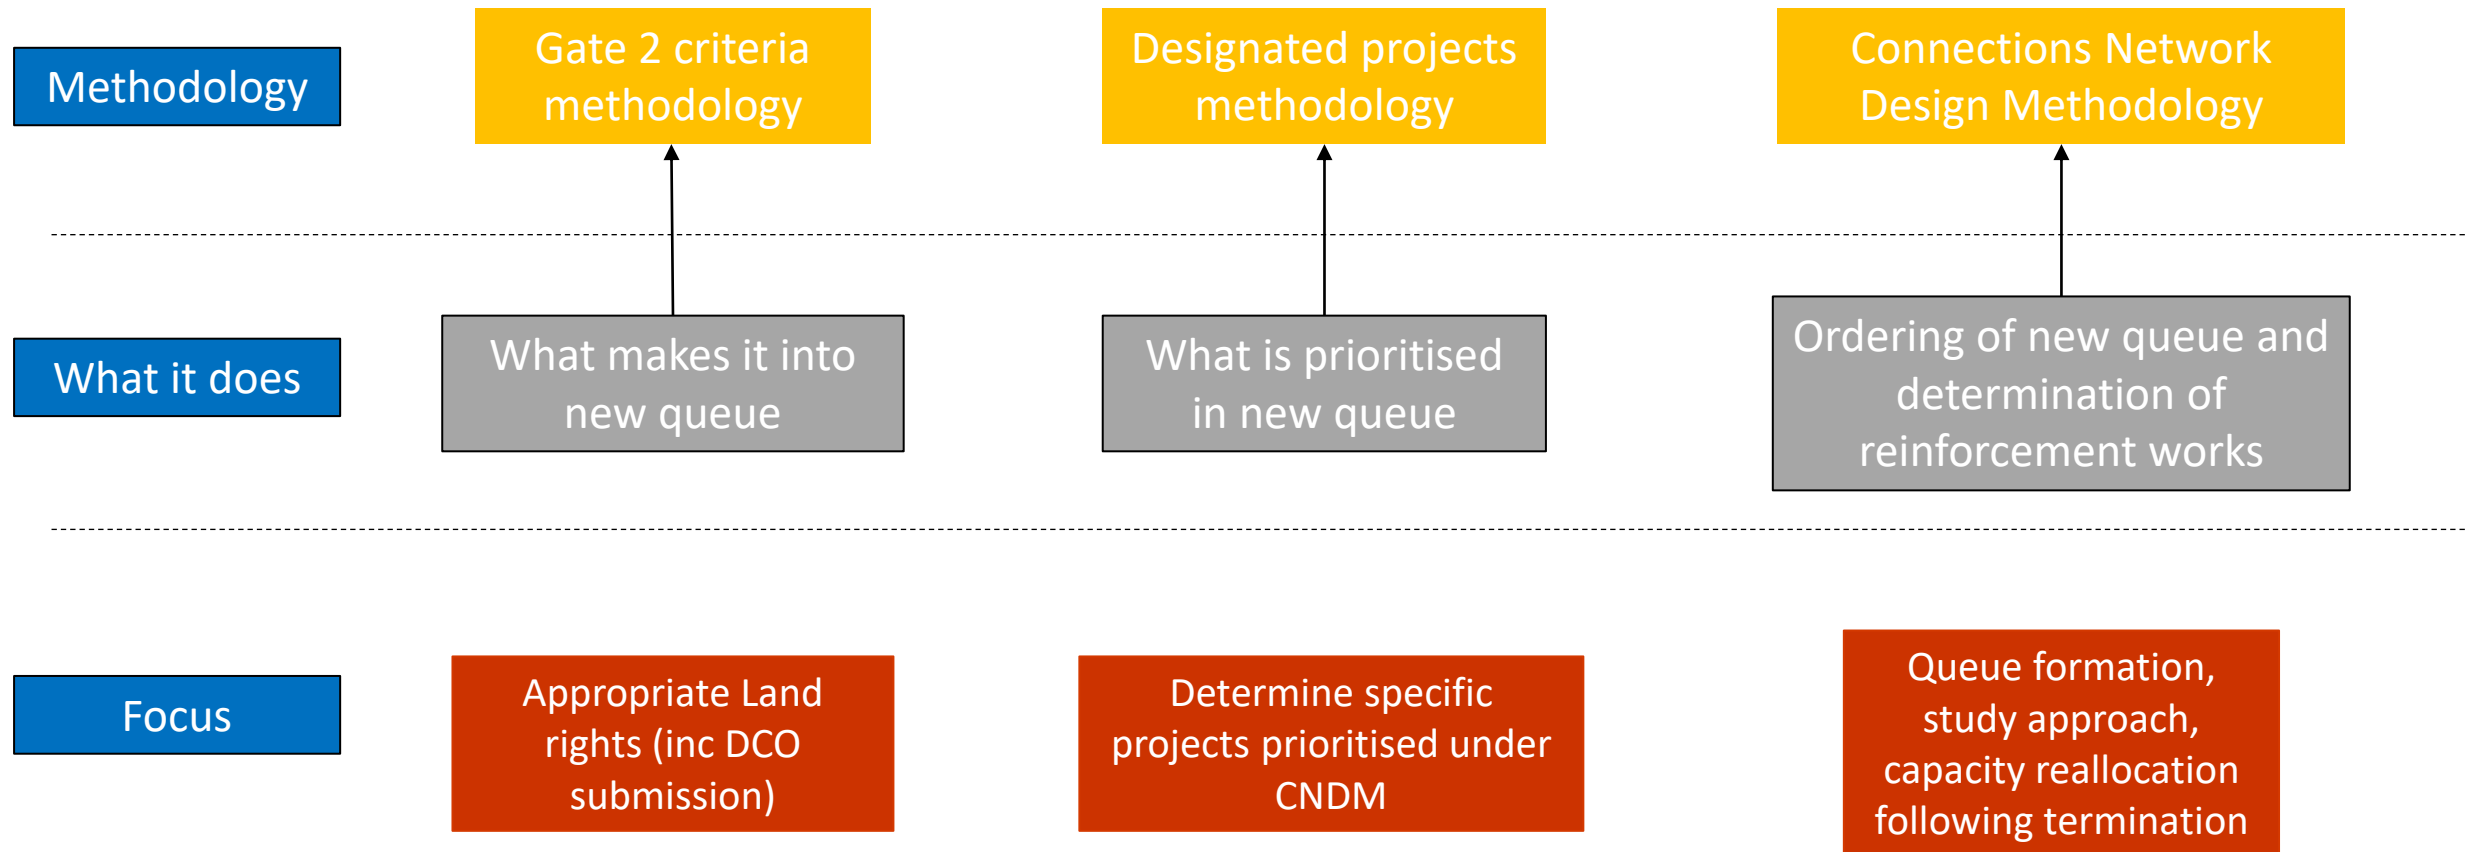 Methodology
Gate 2 criteria
methodology
Designated projects
methodology
Connections Network
Design Methodology
What it does
What makes it into
new queue
What is prioritised
in new queue
Ordering of new queue and
determination of
reinforcement works
Focus
Appropriate Land
rights (inc DCO
submission)
Determine specific
projects prioritised under
CNDM
Queue formation,
study approach,
capacity reallocation
following termination